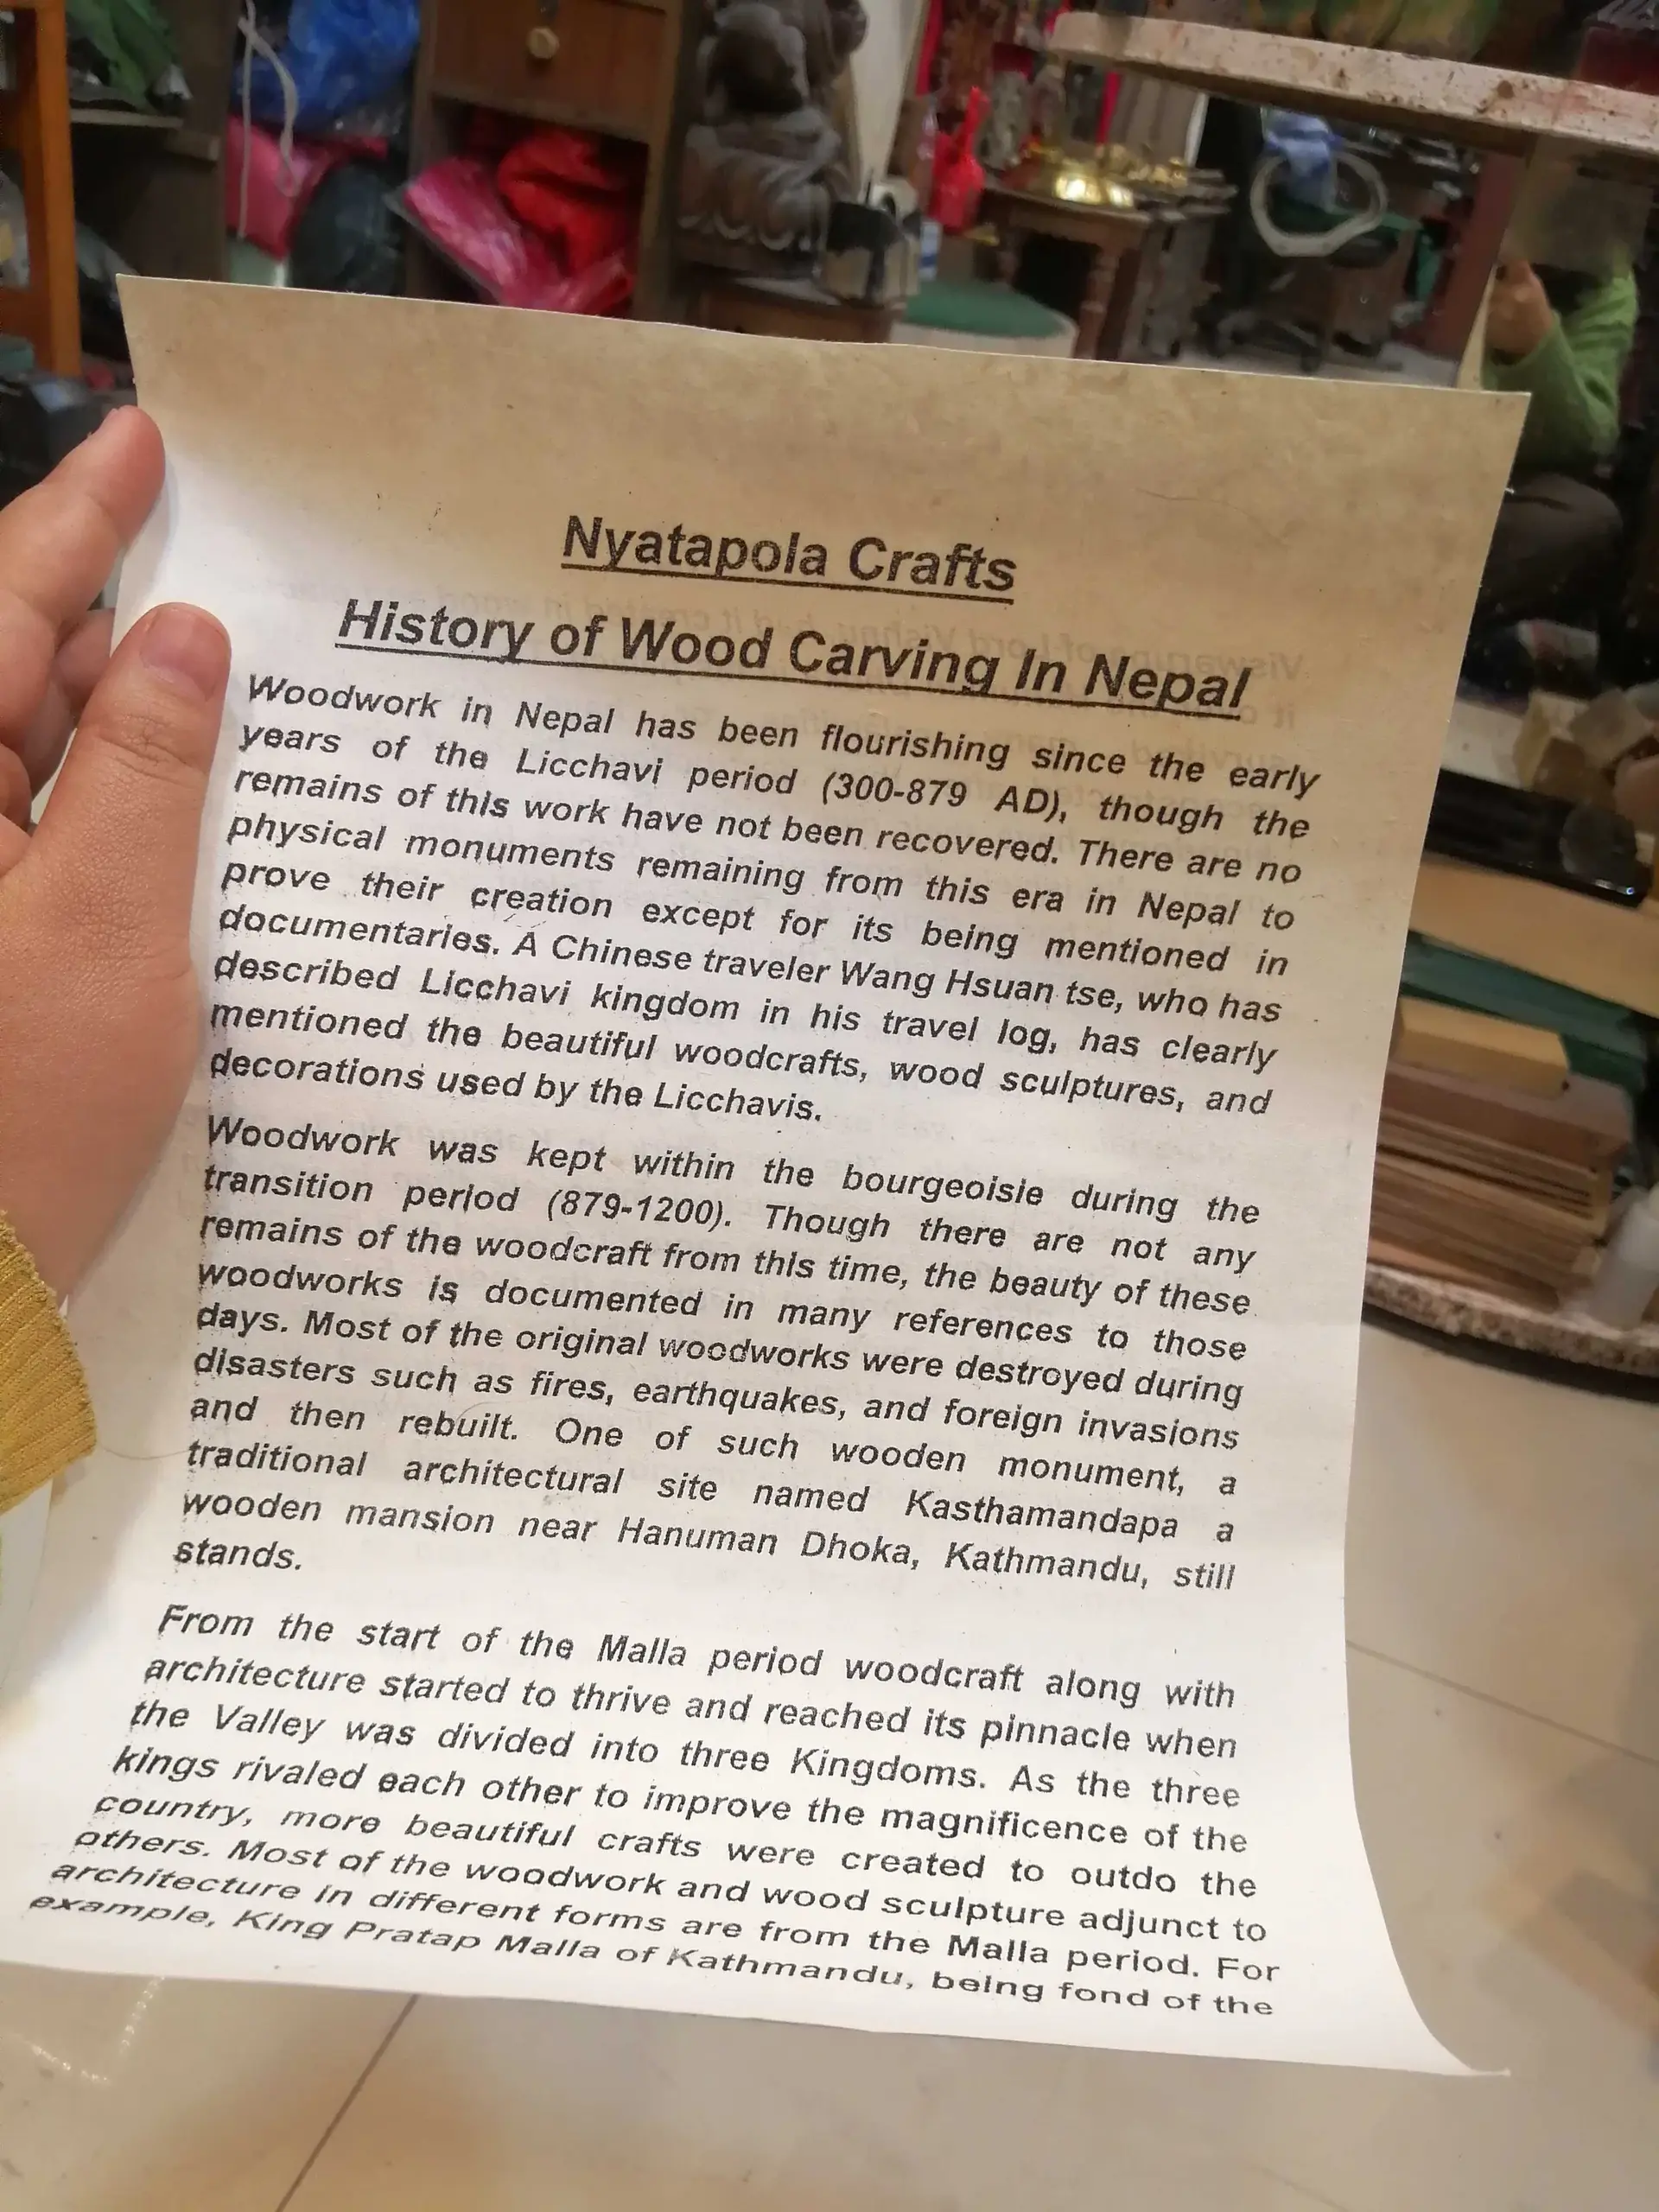 Nyatapola Crafts
History of Wood Carving In Nepal
Woodwork in Nepal has been flourishing since the early
years of the Licchavi period (300-879 AD), though the
remains of this work have not been recovered. There are no
physical monuments remaining from this era in Nepal to
prove their creation except for its being mentioned in
documentaries. A Chinese traveler Wang Hsuan tse, who has
described Licchavi kingdom in his travel log, has clearly
mentioned the beautiful woodcrafts, wood sculptures, and
decorations used by the Licchavis.
Woodwork was kept within the bourgeoisie during the
transition period (879-1200). Though there are not any
remains of the woodcraft from this time, the beauty of these
woodworks is documented in many references to those
days. Most of the original woodworks were destroyed during
disasters such as fires, earthquakes, and foreign invasions
and then rebuilt. One of such wooden monument, a
traditional architectural site named Kasthamandapa a
wooden mansion near Hanuman Dhoka, Kathmandu, still
stands.
From the start of the Malla period woodcraft along with
architecture started to thrive and reached its pinnacle when
the Valley was divided into three Kingdoms. As the three
kings rivaled each other to improve the magnificence of the
country, more beautiful crafts were created to outdo the
others. Most of the woodwork and wood sculpture adjunct to
architecture in different forms are from the Malla period. For
example, King Pratap Malla of Kathmandu, being fond of the